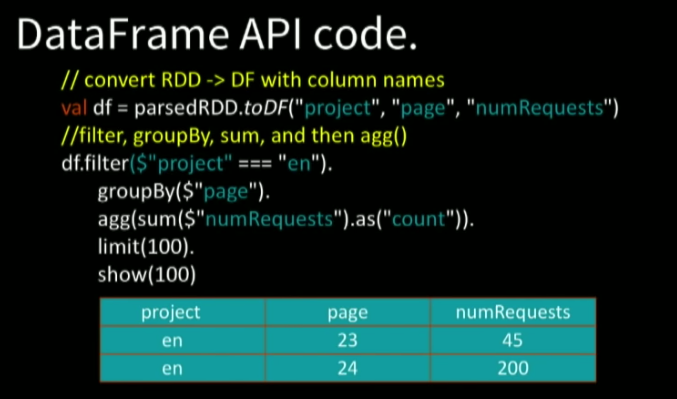 DataFrame API code.
// convert RDD -> DF with column names
val df = parsedRDD.toDF("project", "page", "numRequests")
//filter, groupBy, sum, and then agg()
df.filter($"project" === "en").
groupBy($"page").
agg(sum($"numRequests").as("count")).
limit(100).
show(100)
project page numRequests
en 23 45
en 24 200